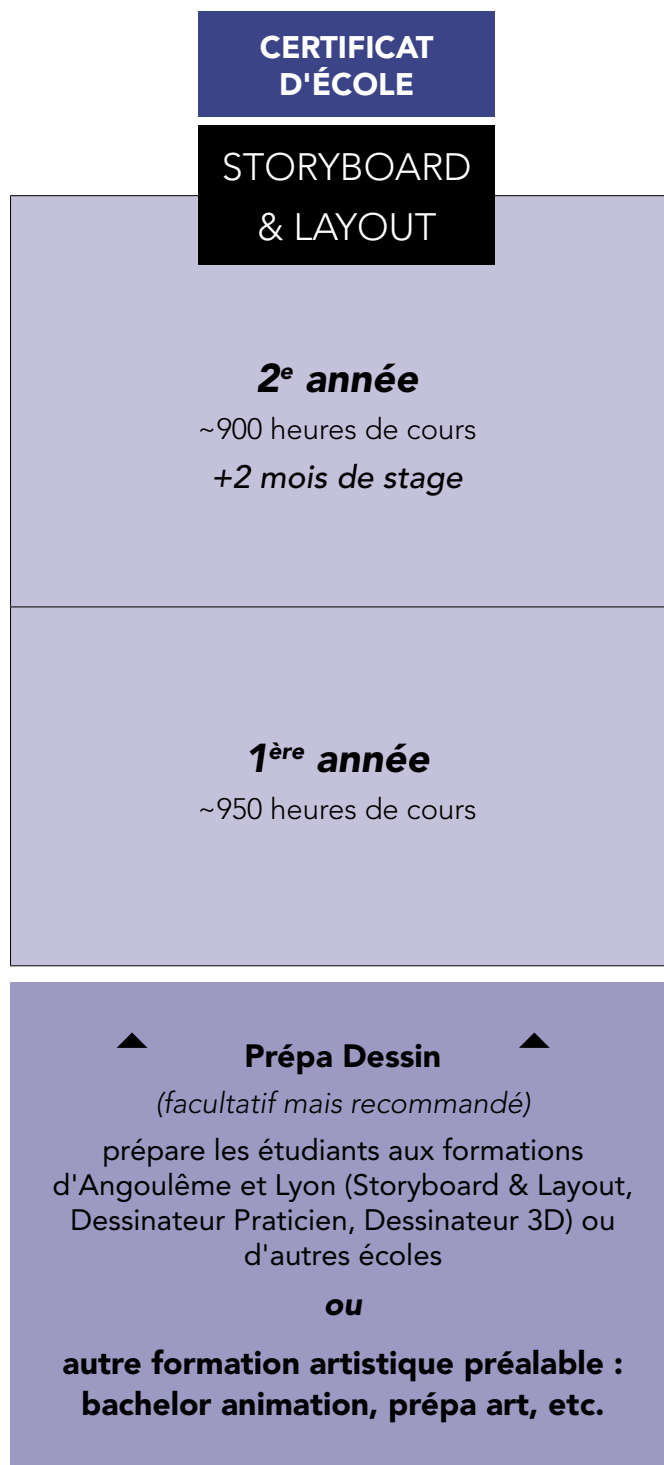 CERTIFICAT
D'ÉCOLE
STORYBOARD
& LAYOUT
2e année
~900 heures de cours
+2 mois de stage
1ère année
~950 heures de cours
Prépa Dessin
(facultatif mais recommandé)
prépare les étudiants aux formations
d'Angoulême et Lyon (Storyboard & Layout,
Dessinateur Praticien, Dessinateur 3D) ou
d'autres écoles
ou
autre formation artistique préalable :
bachelor animation, prépa art, etc.